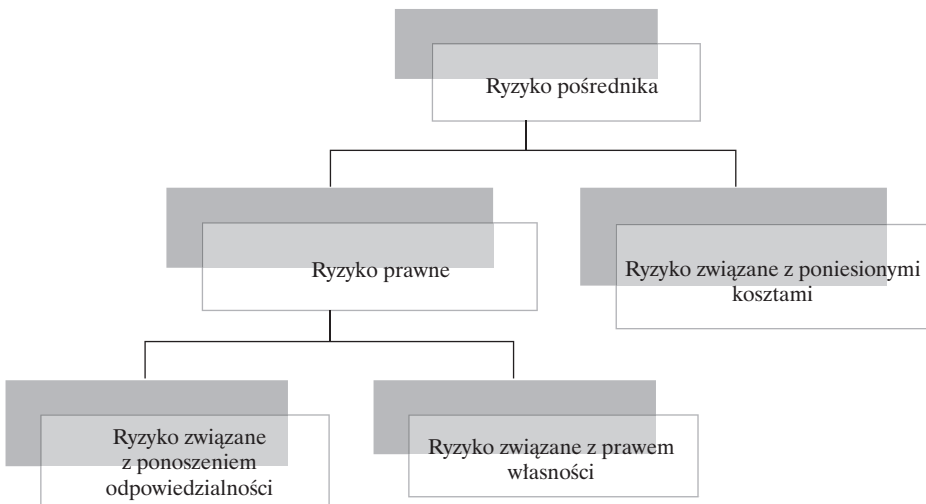 Ryzyko pośrednika
Ryzyko prawne
Ryzyko związane z poniesionymi
kosztami
Ryzyko związane
z ponoszeniem
odpowiedzialności
Ryzyko związane z prawem
własności